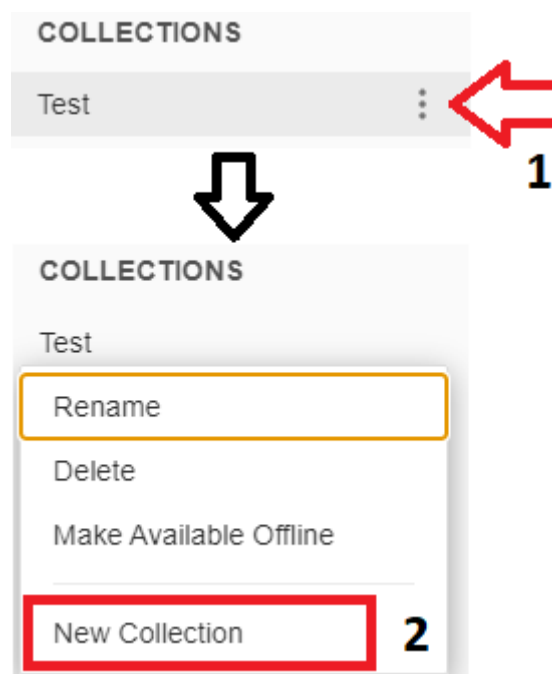 COLLECTIONS
Test
1
COLLECTIONS
Test
Rename
Delete
Make Available Offline
New Collection 2